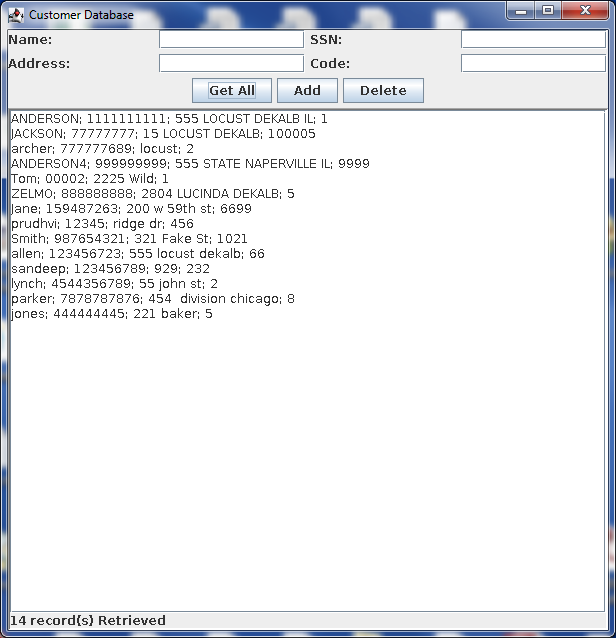 Customer Database
Name: SSN:
Address: Code:
Get All Add Delete
ANDERSON; 1111111111; 555 LOCUST DEKALB IL; 1
JACKSON; 77777777; 15 LOCUST DEKALB; 100005
archer; 777777689; locust; 2
ANDERSON4; 999999999; 555 STATE NAPERVILLE IL; 9999
Tom; 00002; 2225 Wild; 1
ZELMO; 888888888; 2804 LUCINDA DEKALB; 5
Jane; 159487263; 200 w 59th st; 6699
prudhvi; 12345; ridge dr; 456
Smith; 987654321; 321 Fake St; 1021
allen; 123456723; 555 locust dekalb; 66
sandeep; 123456789; 929; 232
lynch; 4544356789; 55 john st; 2
parker; 7878787876; 454  division chicago; 8
jones; 444444445; 221 baker; 5
14 record(s) Retrieved